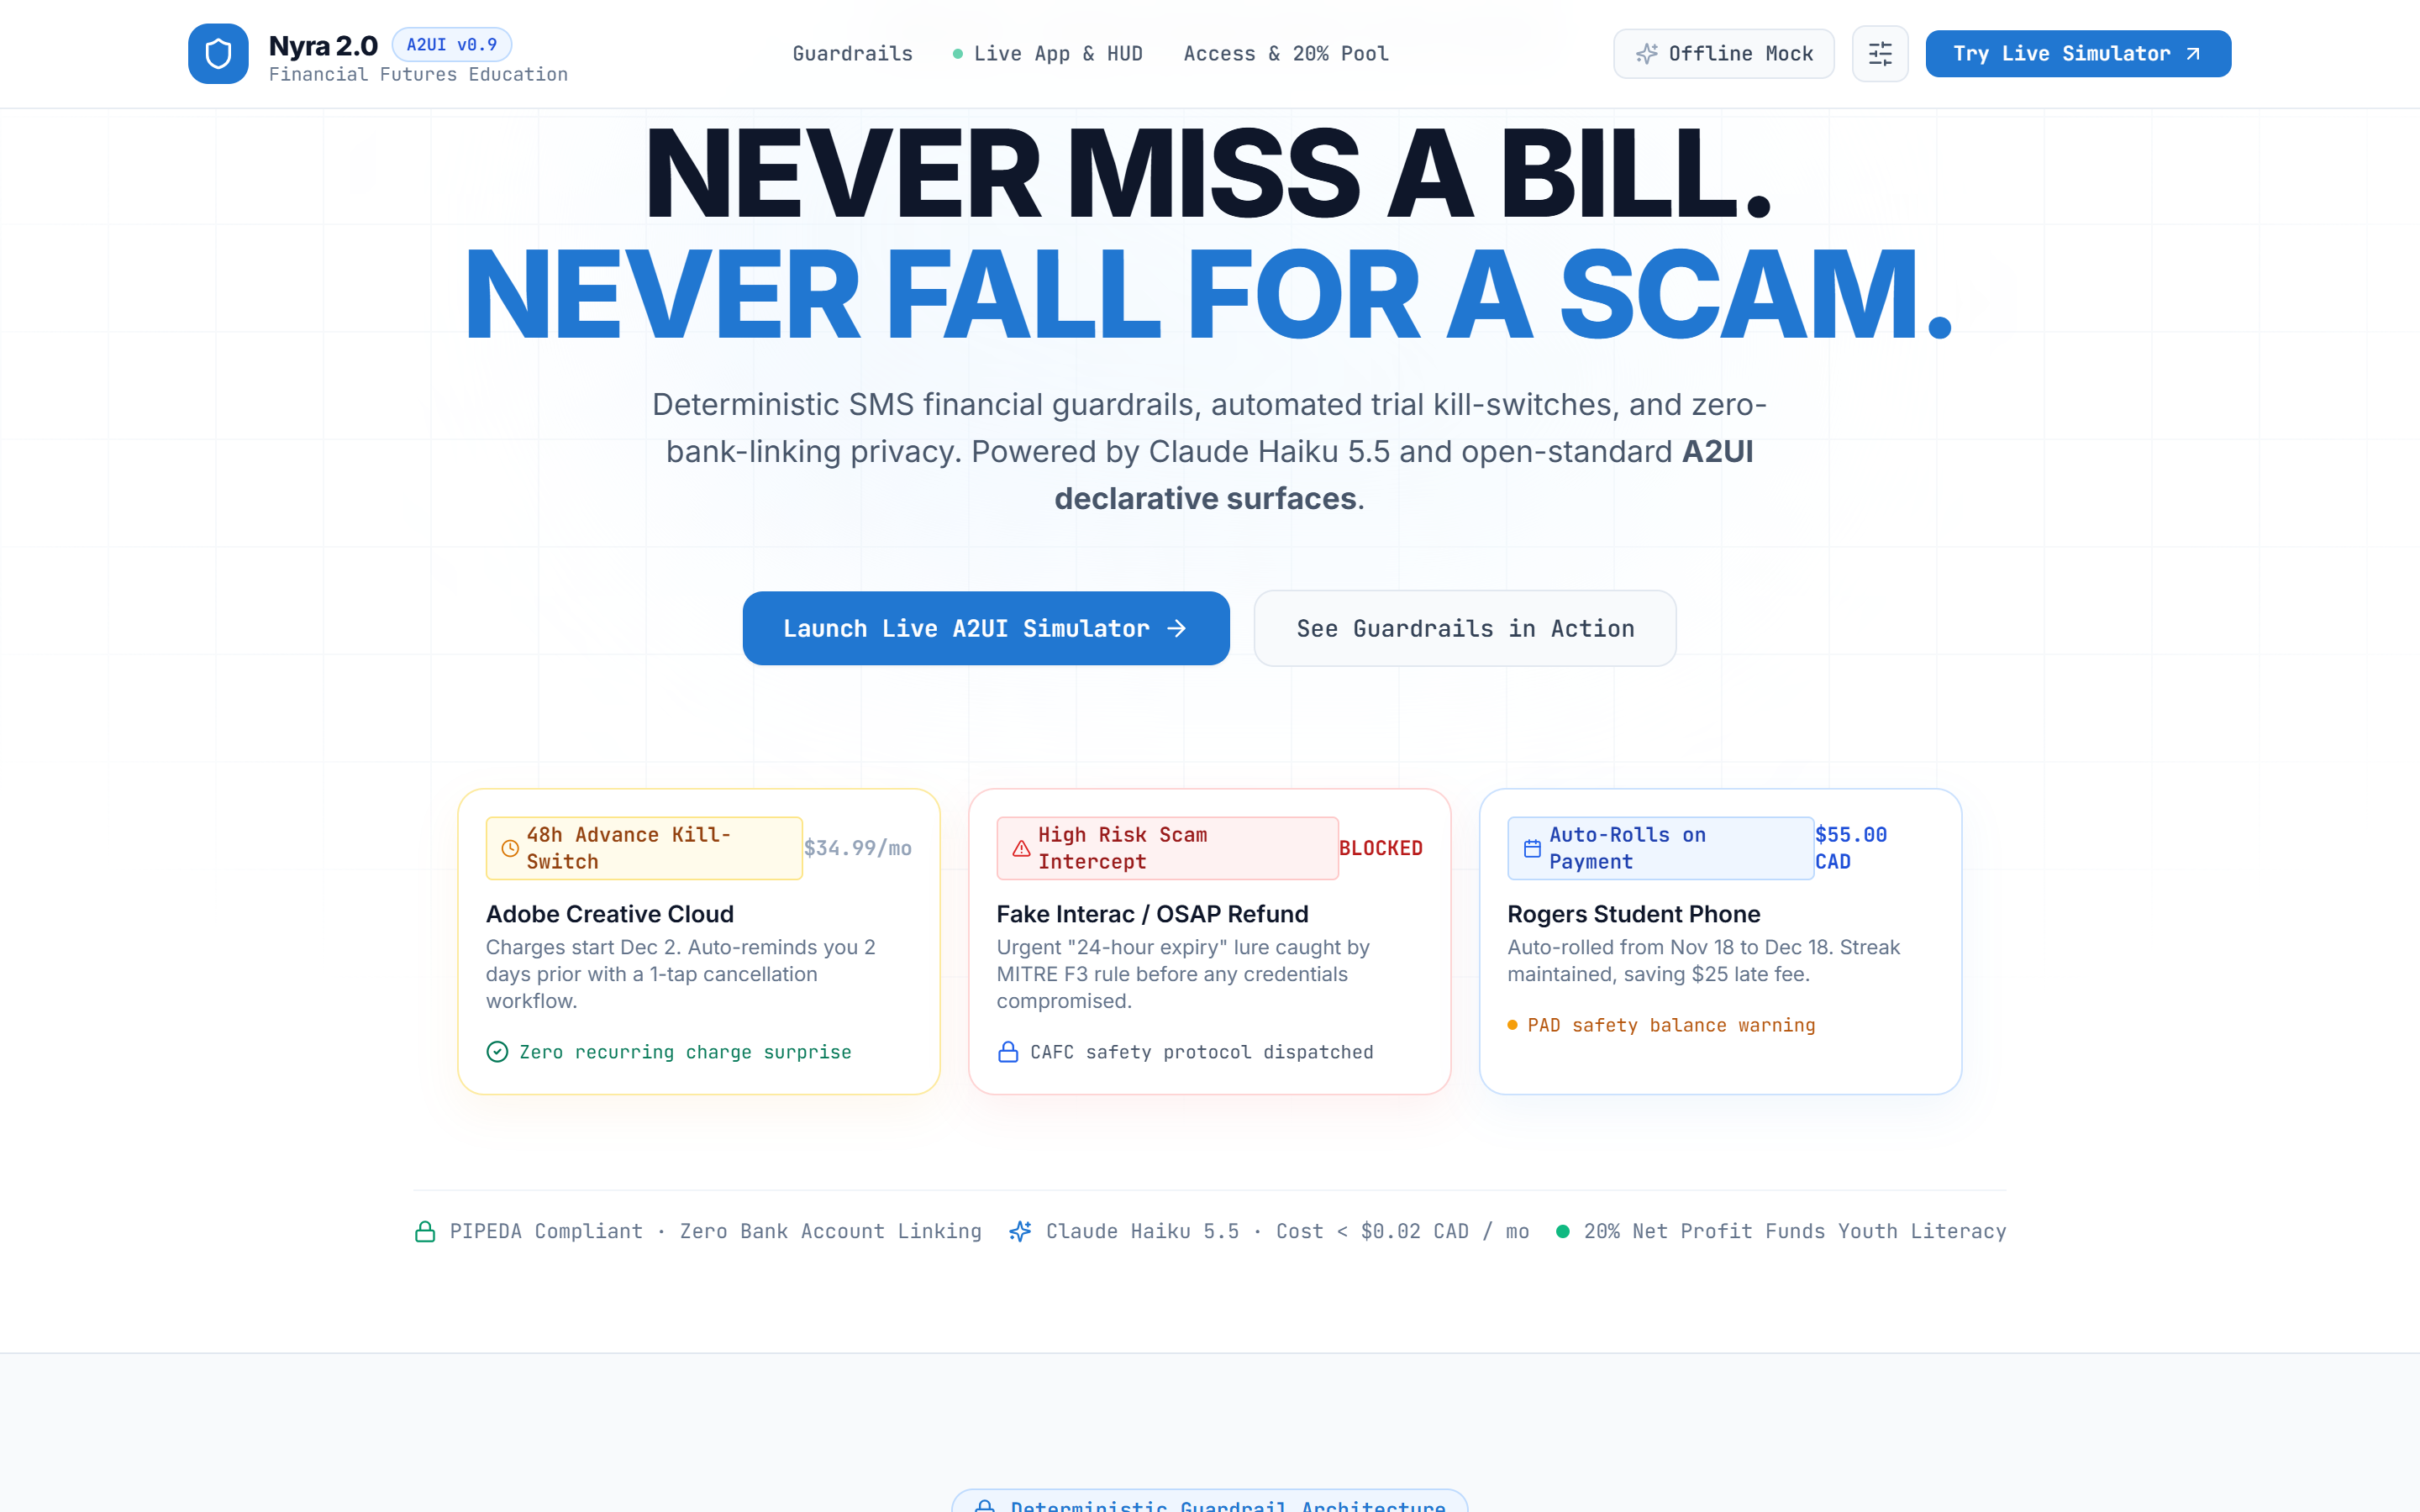 Nyra 2.0
A2UI v0.9
Financial Futures Education
Guardrails
Live App & HUD
Access & 20% Pool
Offline Mock
Try Live Simulator
NEVER MISS A BILL.
NEVER FALL FOR A SCAM.
Deterministic SMS financial guardrails, automated trial kill-switches, and zero-
bank-linking privacy. Powered by Claude Haiku 5.5 and open-standard A2UI
declarative surfaces.
Launch Live A2UI Simulator
See Guardrails in Action
48h Advance Kill-
Switch
$34.99/mo
Adobe Creative Cloud
Charges start Dec 2. Auto-reminds you 2
days prior with a 1-tap cancellation
workflow.
Zero recurring charge surprise
High Risk Scam
Intercept
BLOCKED
Fake Interac / OSAP Refund
Urgent "24-hour expiry" lure caught by
MITRE F3 rule before any credentials
compromised.
CAFC safety protocol dispatched
Auto-Rolls on
Payment
$55.00
CAD
Rogers Student Phone
Auto-rolled from Nov 18 to Dec 18. Streak
maintained, saving $25 late fee.
PAD safety balance warning
PIPEDA Compliant · Zero Bank Account Linking
Claude Haiku 5.5 · Cost < $0.02 CAD / mo
20% Net Profit Funds Youth Literacy
Deterministic Guardrail Architecture